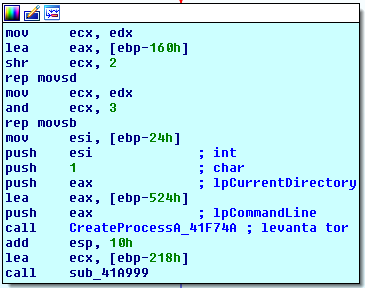 mov     ecx, edx
lea     eax, [ebp-160h]
shr     ecx, 2
rep movsd
mov     ecx, edx
and     ecx, 3
rep movsb
mov     esi, [ebp-24h]
push    esi             ; int
push    1               ; char
push    eax             ; lpCurrentDirectory
lea     eax, [ebp-524h]
push    eax             ; lpCommandLine
call    CreateProcessA_41F74A ; levanta tor
add     esp, 10h
lea     ecx, [ebp-218h]
call    sub_41A999